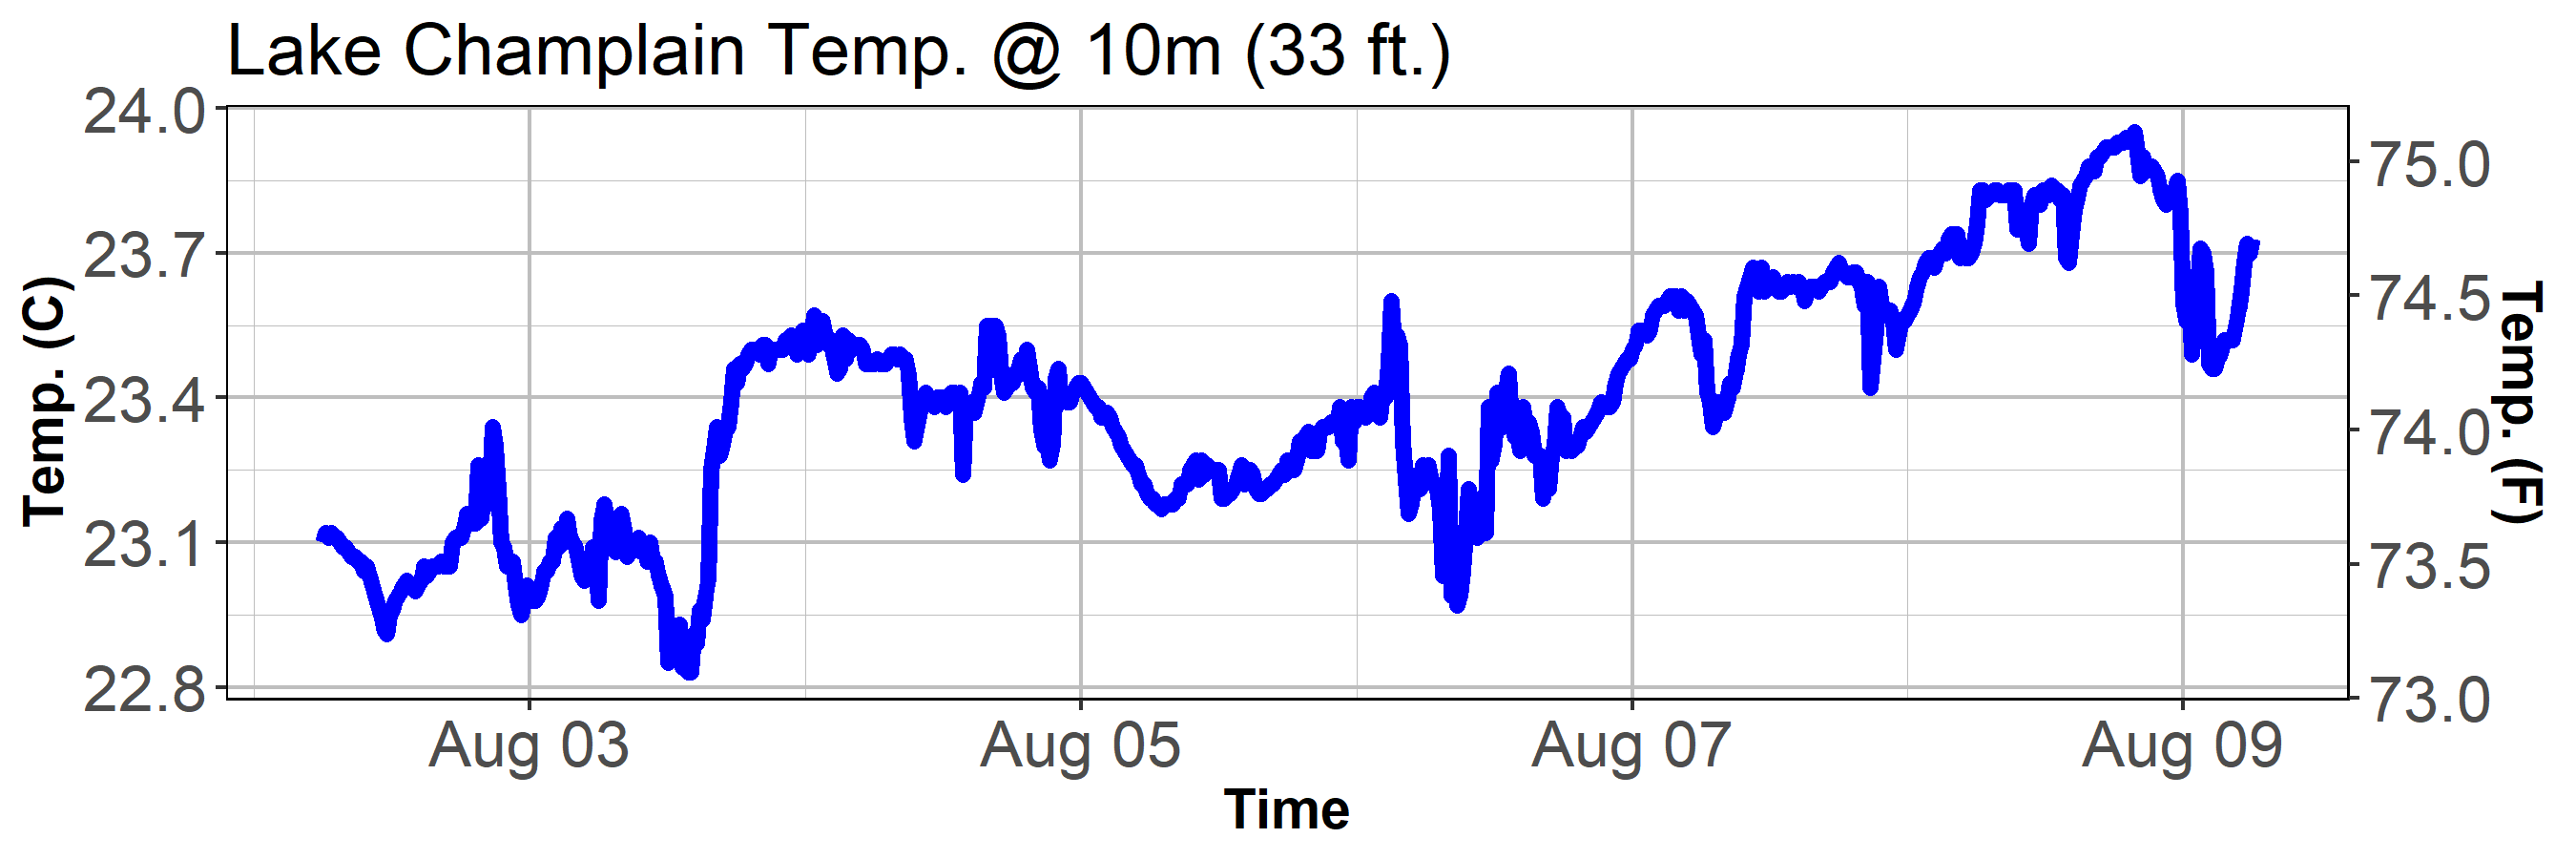 Lake Champlain Temp. @ 10m (33 ft.)
24.0
23.7
23.4
23.1
22.8
Temp. (C)
75.0
74.5
74.0
73.5
73.0
Temp. (F)
Aug 03 Aug 05 Aug 07 Aug 09
Time